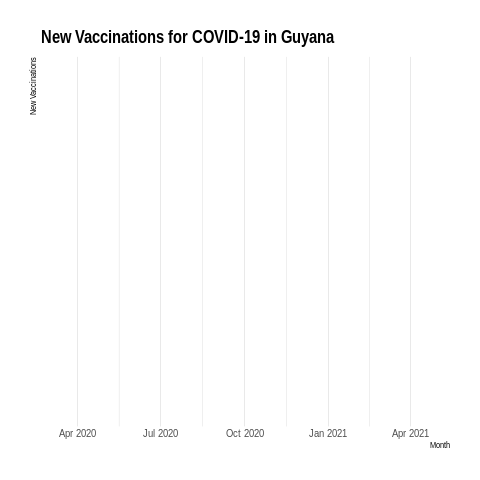 New Vaccinations for COVID-19 in Guyana
New Vaccinations
Apr 2020 Jul 2020 Oct 2020 Jan 2021 Apr 2021
Month